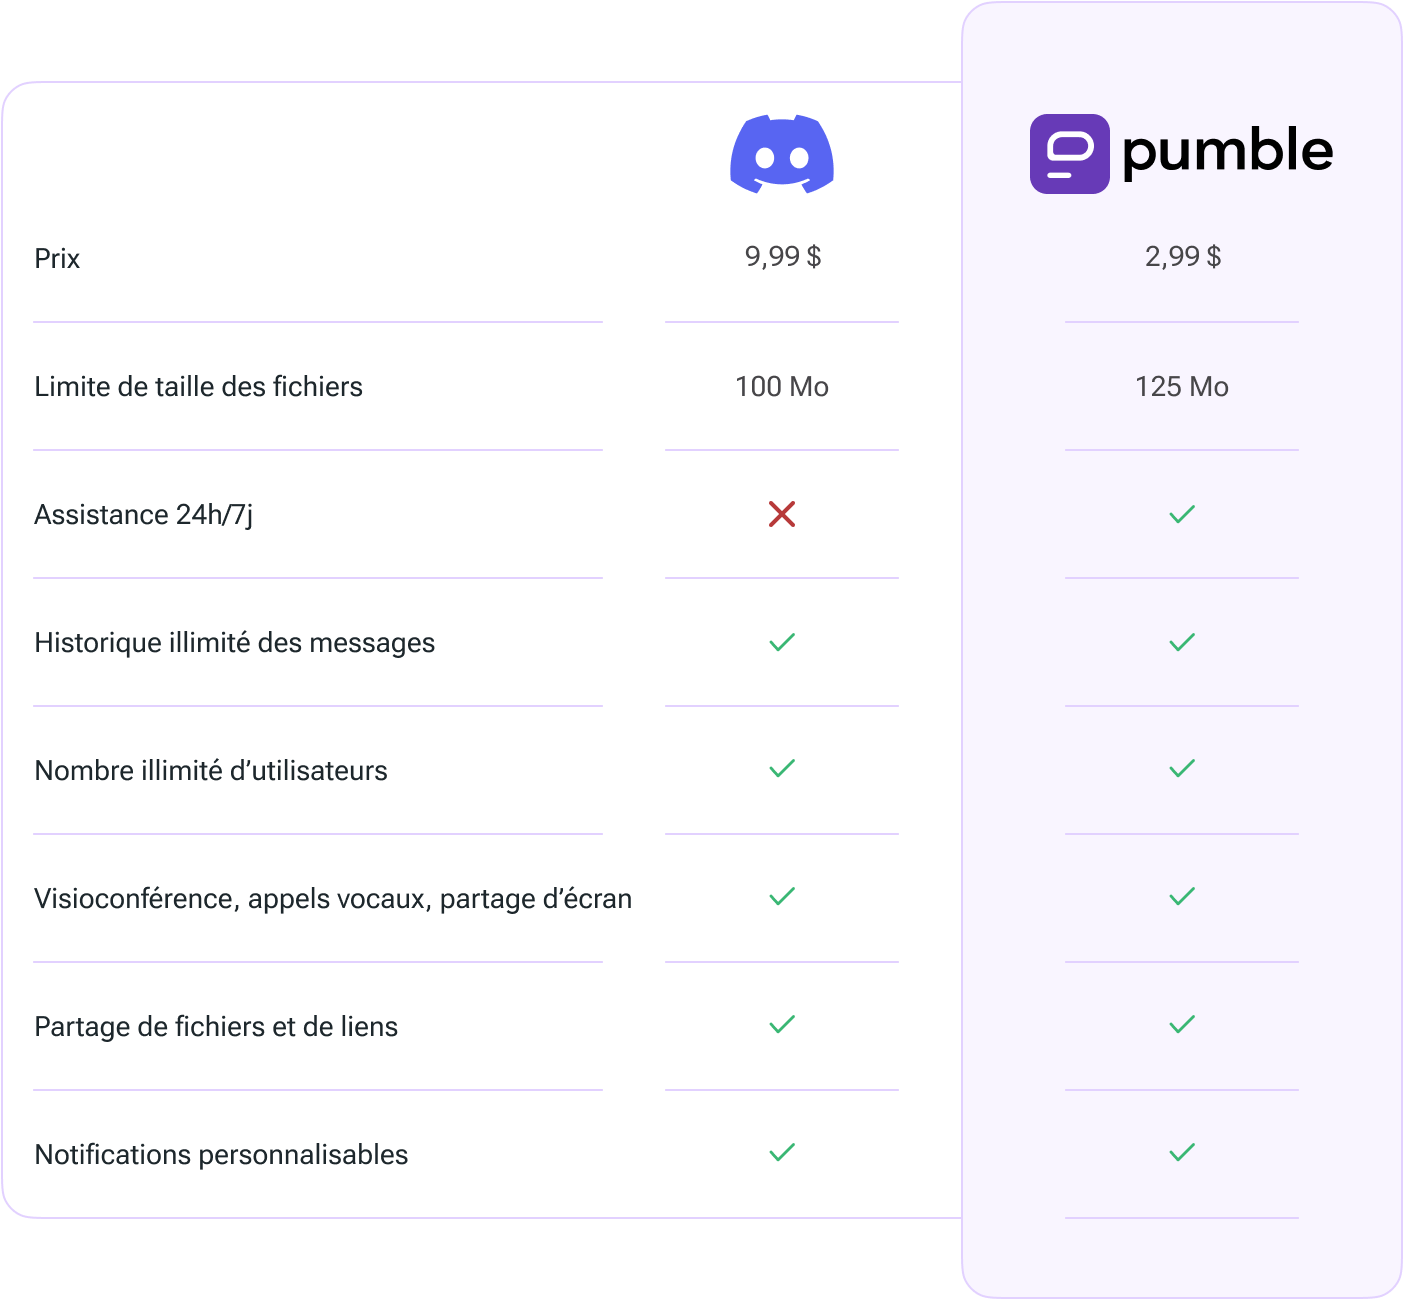 pumble
Prix 9,99 $ 2,99 $
Limite de taille des fichiers 100 Mo 125 Mo
Assistance 24h/7j
Historique illimité des messages
Nombre illimité d’utilisateurs
Visioconférence, appels vocaux, partage d’écran
Partage de fichiers et de liens
Notifications personnalisables